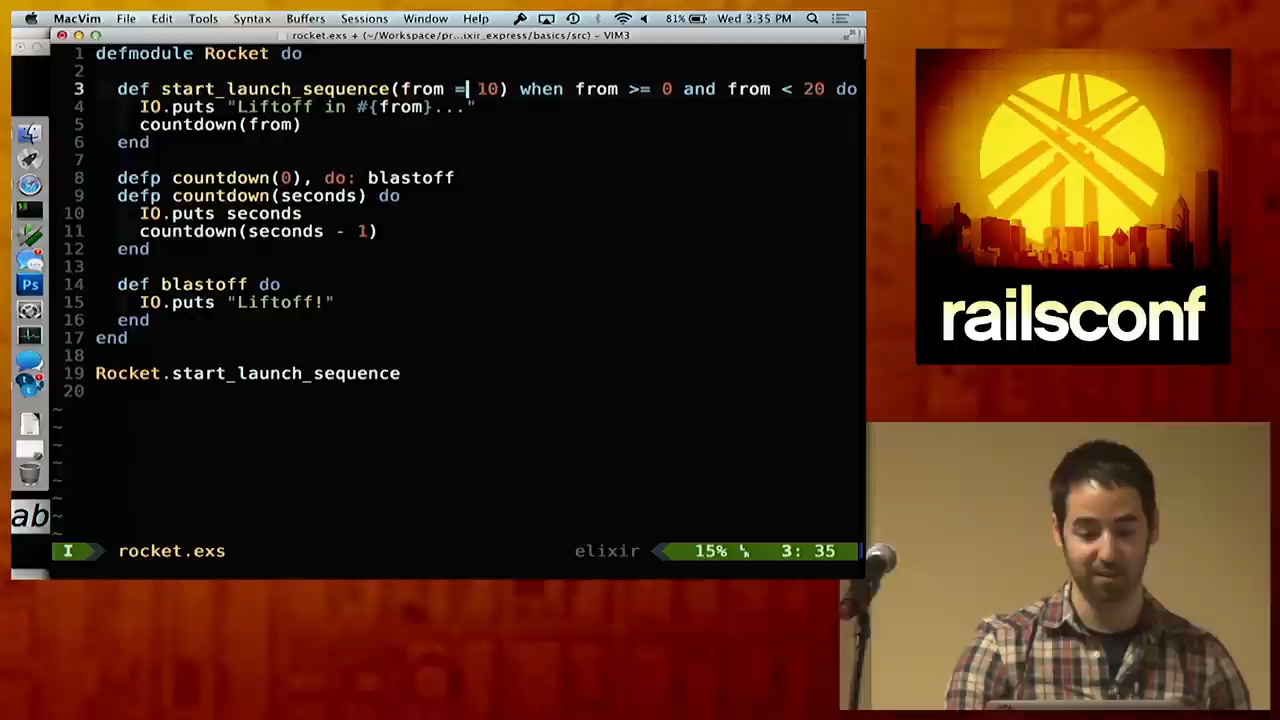 MacVim File Edit Tools Syntax Buffers Sessions Window Help 81% Wed 3:35 PM
rocket.exs + (~/Workspace/pr...ixir_express/basics/src) - VIM3
1 defmodule Rocket do
2
3 def start_launch_sequence(from = 10) when from >= 0 and from < 20 do
4 IO.puts "Liftoff in #{from}..."
5 countdown(from)
6 end
7
8 defp countdown(0), do: blastoff
9 defp countdown(seconds) do
10 IO.puts seconds
11 countdown(seconds - 1)
12 end
13
14 def blastoff do
15 IO.puts "Liftoff!"
16 end
17 end
18
19 Rocket.start_launch_sequence
20
~
~
~
~
~
~
~
~
I rocket.exs elixir 15% 3: 35
Ps
ab
railsconf